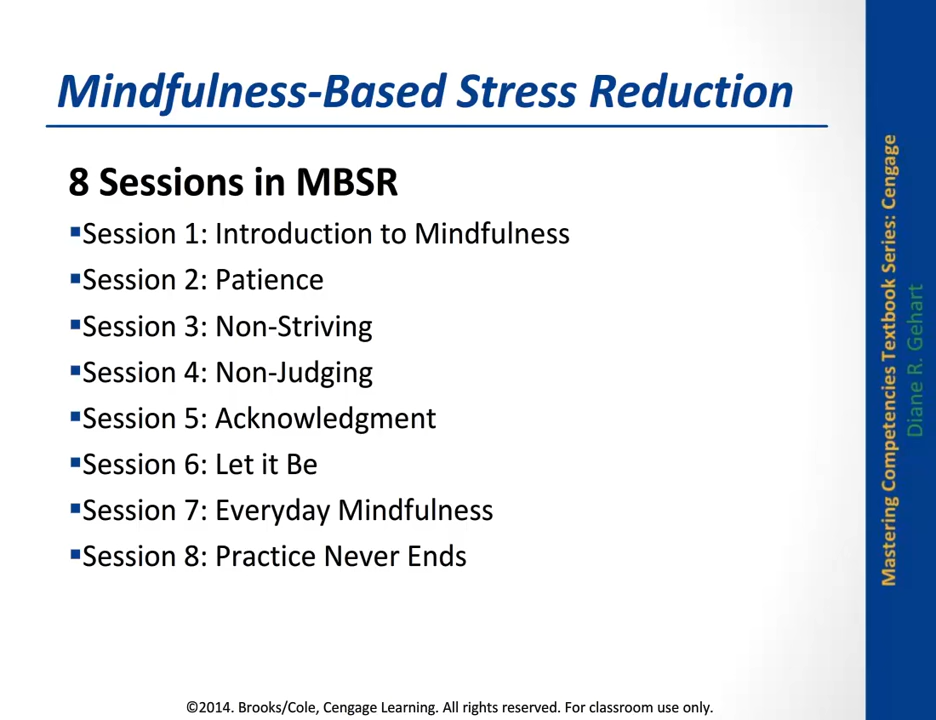 Mindfulness-Based Stress Reduction
8 Sessions in MBSR
▪Session 1: Introduction to Mindfulness
▪Session 2: Patience
▪Session 3: Non-Striving
▪Session 4: Non-Judging
▪Session 5: Acknowledgment
▪Session 6: Let it Be
▪Session 7: Everyday Mindfulness
▪Session 8: Practice Never Ends
Mastering Competencies Textbook Series: Cengage
Diane R. Gehart
©2014. Brooks/Cole, Cengage Learning. All rights reserved. For classroom use only.